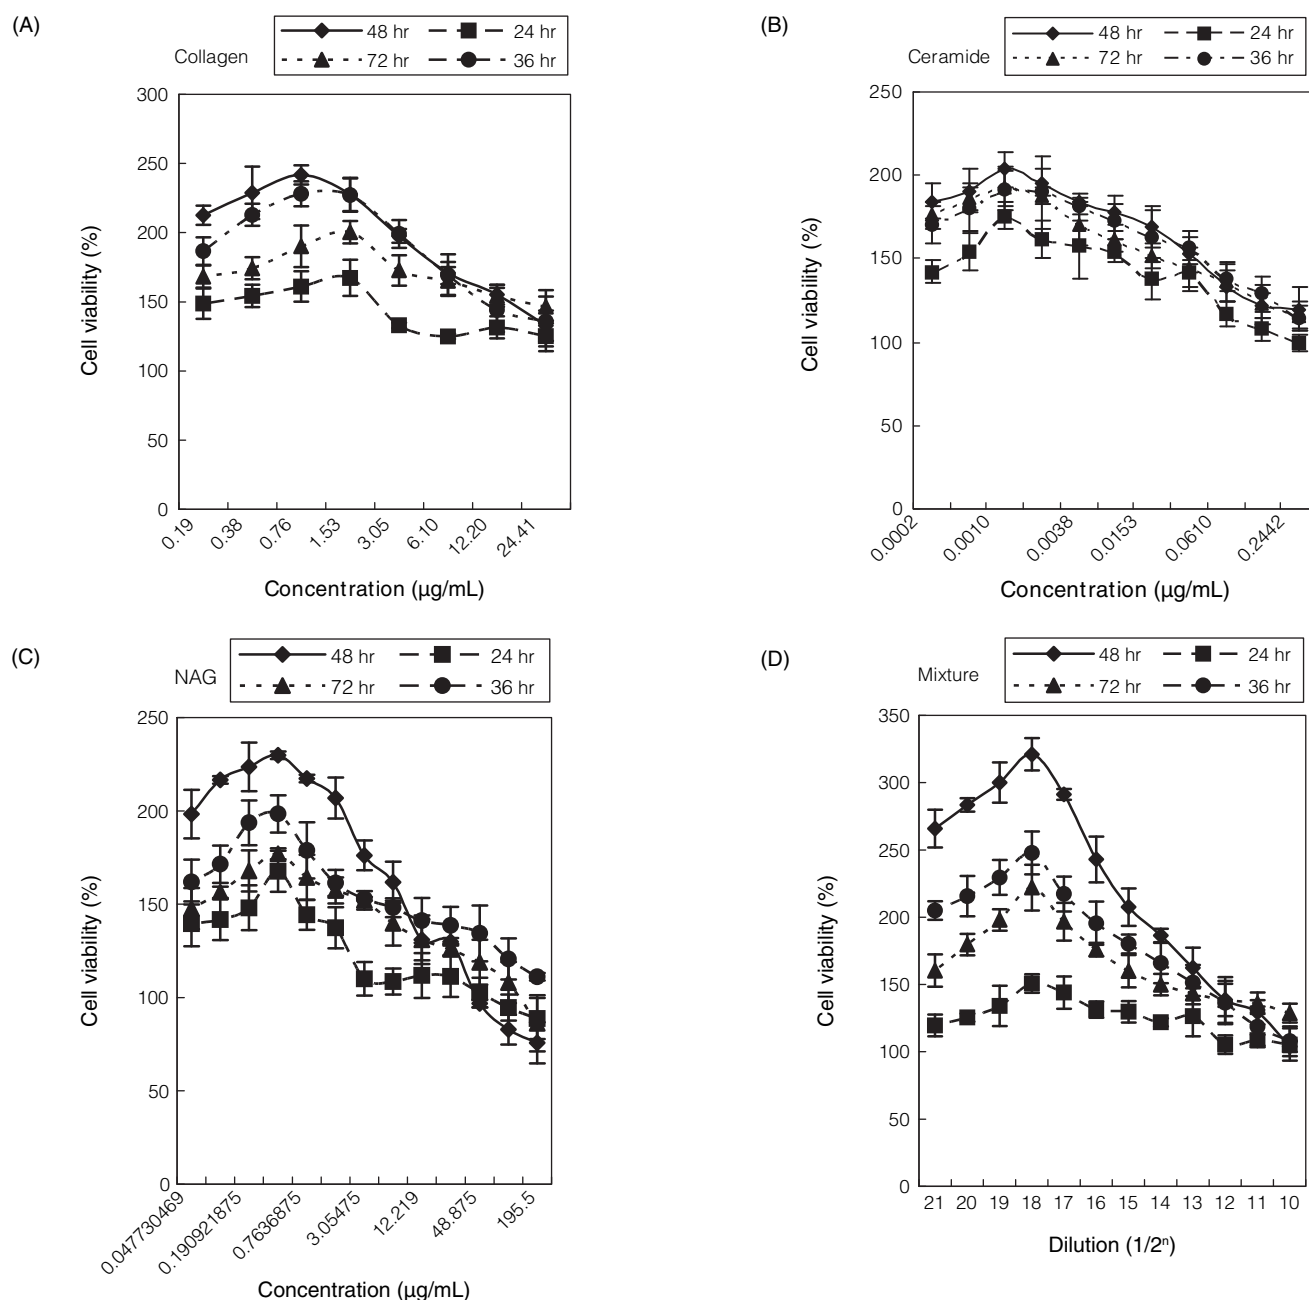 (A)
Collagen
48 hr
24 hr
72 hr
36 hr
300
250
200
150
100
50
0
Cell viability (%)
0.19
0.38
0.76
1.53
3.05
6.10
12.20
24.41
Concentration (µg/mL)
(B)
Ceramide
48 hr
24 hr
72 hr
36 hr
250
200
150
100
50
0
Cell viability (%)
0.0002
0.0010
0.0038
0.0153
0.0610
0.2442
Concentration (µg/mL)
(C)
NAG
48 hr
24 hr
72 hr
36 hr
250
200
150
100
50
0
Cell viability (%)
0.047730469
0.190921875
0.7636875
3.05475
12.219
48.875
195.5
Concentration (µg/mL)
(D)
Mixture
48 hr
24 hr
72 hr
36 hr
350
300
250
200
150
100
50
0
Cell viability (%)
21 20 19 18 17 16 15 14 13 12 11 10
Dilution (1/2ⁿ)